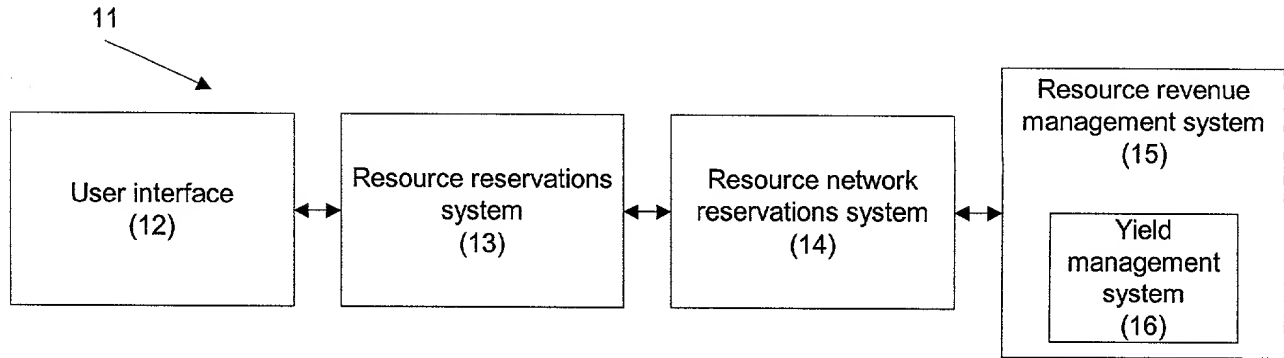 11
User interface
(12)
Resource reservations
system
(13)
Resource network
reservations system
(14)
Resource revenue
management system
(15)
Yield
management
system
(16)